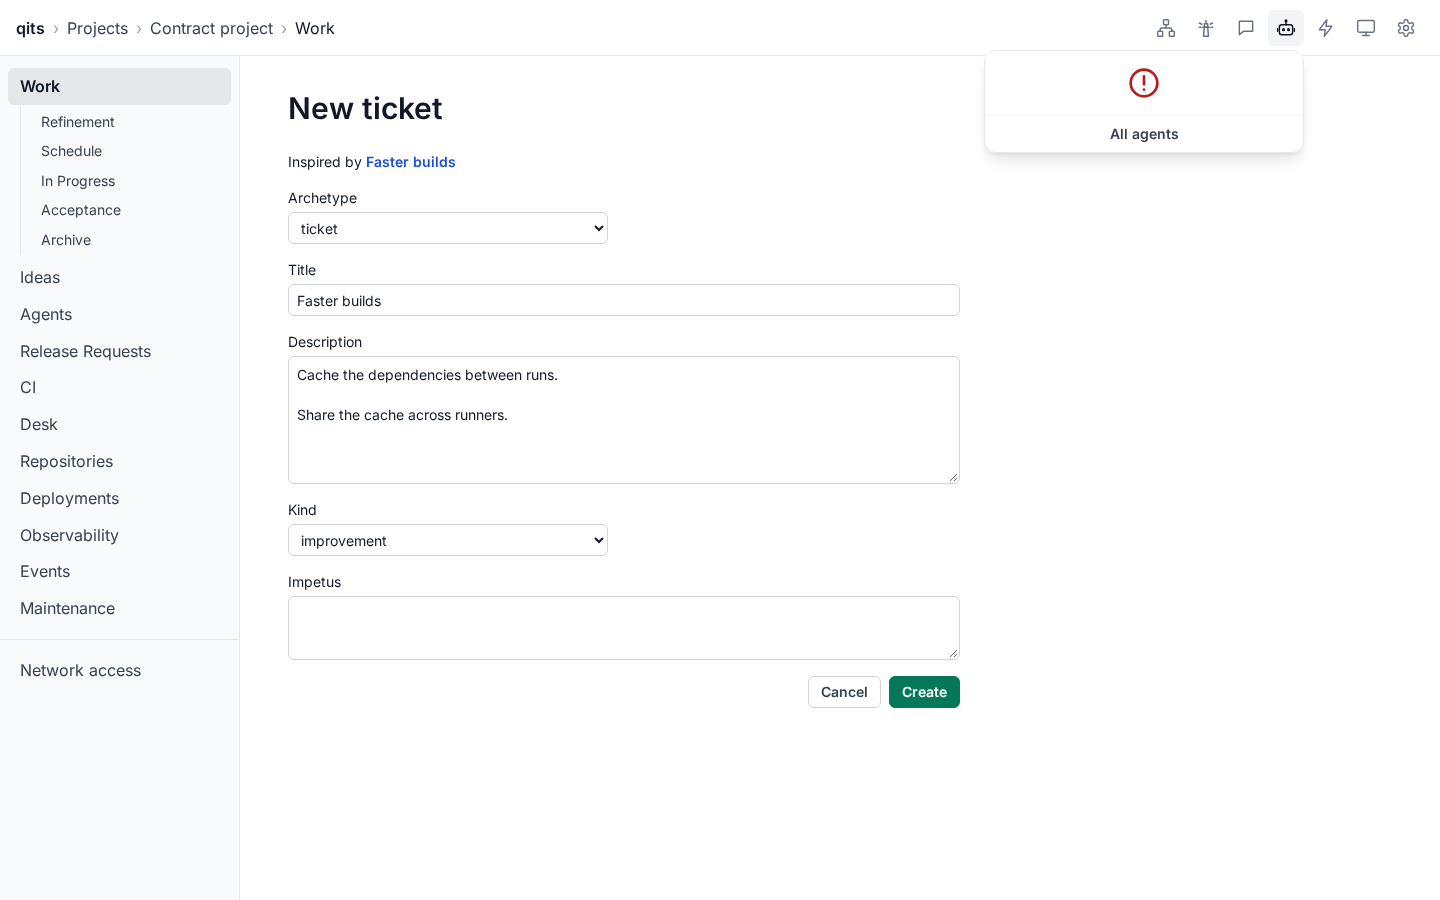 qits › Projects › Contract project › Work
Work
Refinement
Schedule
In Progress
Acceptance
Archive
Ideas
Agents
Release Requests
CI
Desk
Repositories
Deployments
Observability
Events
Maintenance
Network access
New ticket
Inspired by Faster builds
Archetype
ticket
Title
Faster builds
Description
Cache the dependencies between runs.
Share the cache across runners.
Kind
improvement
Impetus
Cancel
Create
All agents